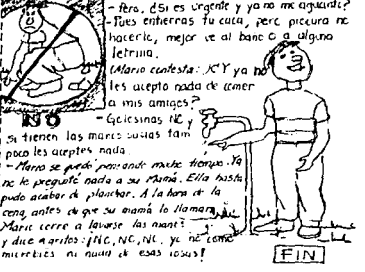 - Pero, ¿Si es urgente y ya no me aguanto?
- Pues entierras tu caca, pero procura no
hacerlo, mejor ve al baño o a alguna
letrina.
(Mario contesta: ¿Y ya no
les acepto nada de comer
a mis amigos?
NO
- Golosinas NO y
si tienen las manos sucias tam
poco les aceptes nada.
- Mario se quedó pensando mucho tiempo. Ya
no le preguntó nada a su Mamá. Ella hasta
pudo acabar de planchar. A la hora de la
cena, antes de que su mamá lo llamara
Mario corre a lavarse las manos
y dice a gritos: ¡NO, NO, NO, yo no como
microbios ni nada de esas cosas!
FIN